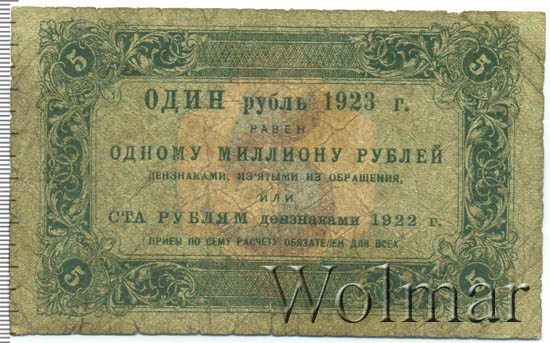 5 5
ОДИН рубль 1923 г.
РАВЕН
ОДНОМУ МИЛЛИОНУ РУБЛЕЙ
ДЕНЗНАКАМИ, ИЗ'ЯТЫМИ ИЗ ОБРАЩЕНИЯ,
ИЛИ
СТА РУБЛЯМ дензнаками 1922 г.
ПРИЕМ ПО СЕМУ РАСЧЕТУ ОБЯЗАТЕЛЕН ДЛЯ ВСЕХ.
5 5
Wolmar